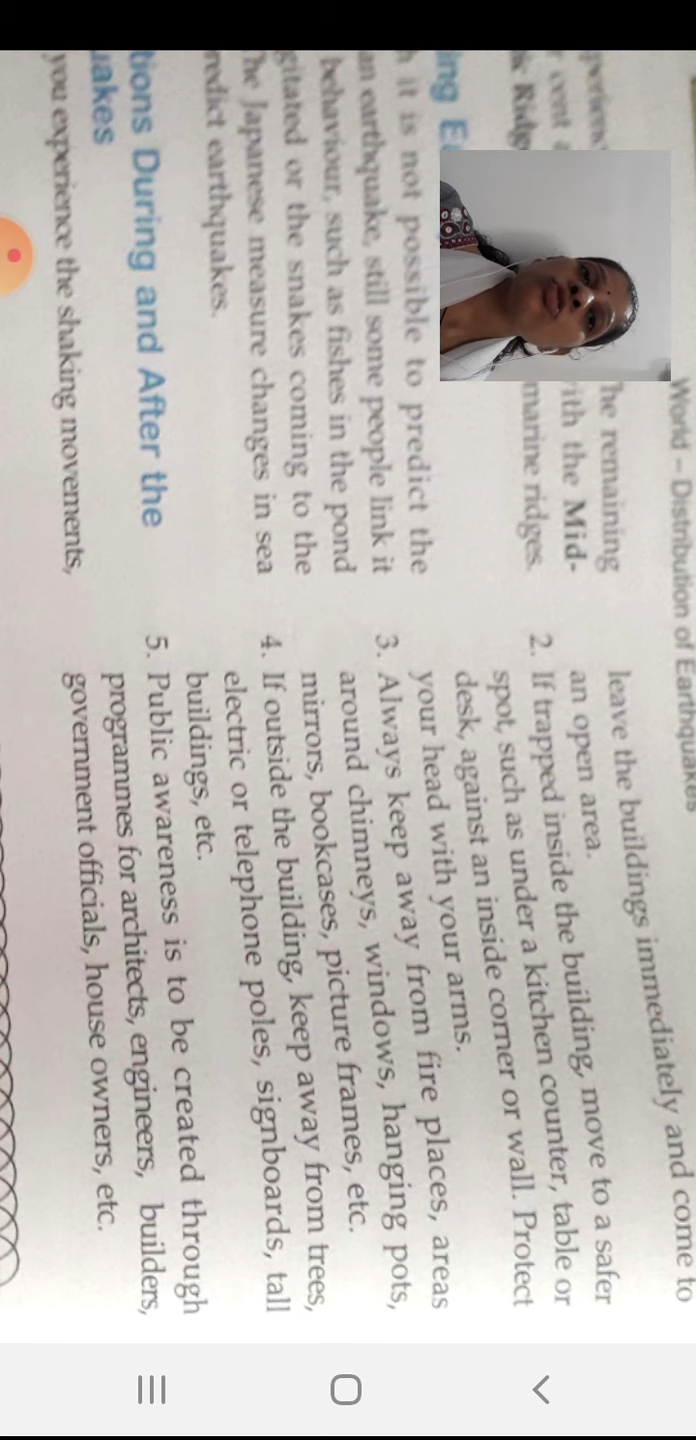 World – Distribution of Earthquakes
The remaining
with the Mid-
marine ridges.
it is not possible to predict the
an earthquake, still some people link it
behaviour, such as fishes in the pond
gitated or the snakes coming to the
The Japanese measure changes in sea
redict earthquakes.
tions During and After the
uakes
you experience the shaking movements,
leave the buildings immediately and come to
an open area.
2. If trapped inside the building, move to a safer
spot, such as under a kitchen counter, table or
desk, against an inside corner or wall. Protect
your head with your arms.
3. Always keep away from fire places, areas
around chimneys, windows, hanging pots,
mirrors, bookcases, picture frames, etc.
4. If outside the building, keep away from trees,
electric or telephone poles, signboards, tall
buildings, etc.
5. Public awareness is to be created through
programmes for architects, engineers, builders,
government officials, house owners, etc.